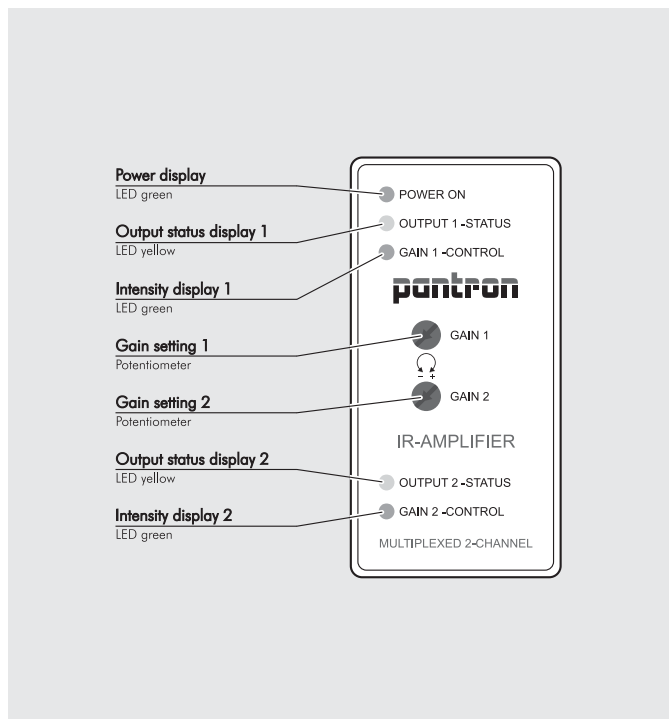 Power display
LED green
Output status display 1
LED yellow
Intensity display 1
LED green
Gain setting 1
Potentiometer
Gain setting 2
Potentiometer
Output status display 2
LED yellow
Intensity display 2
LED green
POWER ON
OUTPUT 1-STATUS
GAIN 1-CONTROL
pantron
GAIN 1
- +
GAIN 2
IR-AMPLIFIER
OUTPUT 2-STATUS
GAIN 2-CONTROL
MULTIPLEXED 2-CHANNEL